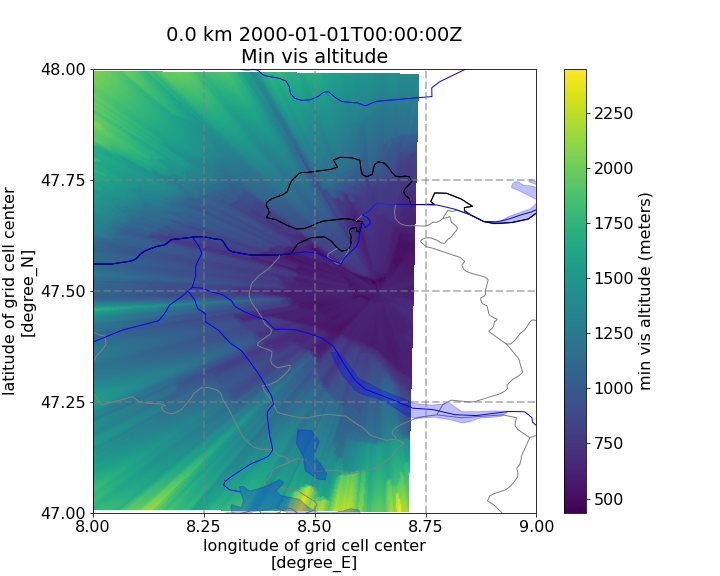 0.0 km 2000-01-01T00:00:00Z
Min vis altitude
48.00
47.75
47.50
47.25
47.00
8.00
8.25
8.50
8.75
9.00
latitude of grid cell center
[degree_N]
longitude of grid cell center
[degree_E]
2250
2000
1750
1500
1250
1000
750
500
min vis altitude (meters)